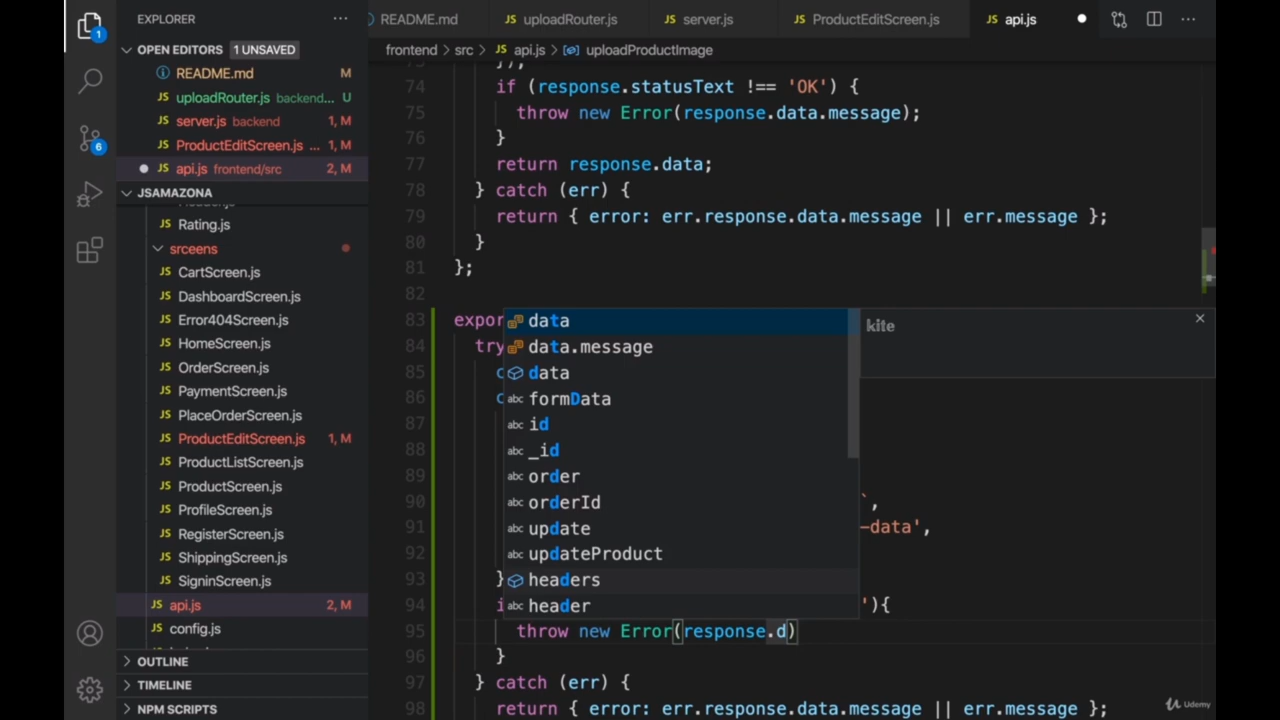 EXPLORER
README.md
uploadRouter.js
server.js
ProductEditScreen.js
api.js
OPEN EDITORS 1 UNSAVED
frontend > src > api.js > uploadProductImage
README.md M
uploadRouter.js backend... U
server.js backend 1, M
ProductEditScreen.js ... 1, M
api.js frontend/src 2, M
JSAMAZONA
Rating.js
srceens
CartScreen.js
DashboardScreen.js
Error404Screen.js
HomeScreen.js
OrderScreen.js
PaymentScreen.js
PlaceOrderScreen.js
ProductEditScreen.js 1, M
ProductListScreen.js
ProductScreen.js
ProfileScreen.js
RegisterScreen.js
ShippingScreen.js
SigninScreen.js
api.js 2, M
config.js
OUTLINE
TIMELINE
NPM SCRIPTS
1
6
73 });
74 if (response.statusText !== 'OK') {
75 throw new Error(response.data.message);
76 }
77 return response.data;
78 } catch (err) {
79 return { error: err.response.data.message || err.message };
80 }
81 };
82
83 expor
84 try
85 c
86 c
87
88
89
90 `,
91 -data',
92
93 }
94 i '){
95 throw new Error(response.d)
96 }
97 } catch (err) {
98 return { error: err.response.data.message || err.message };
data
data.message
data
formData
id
_id
order
orderId
update
updateProduct
headers
header
kite
Udemy